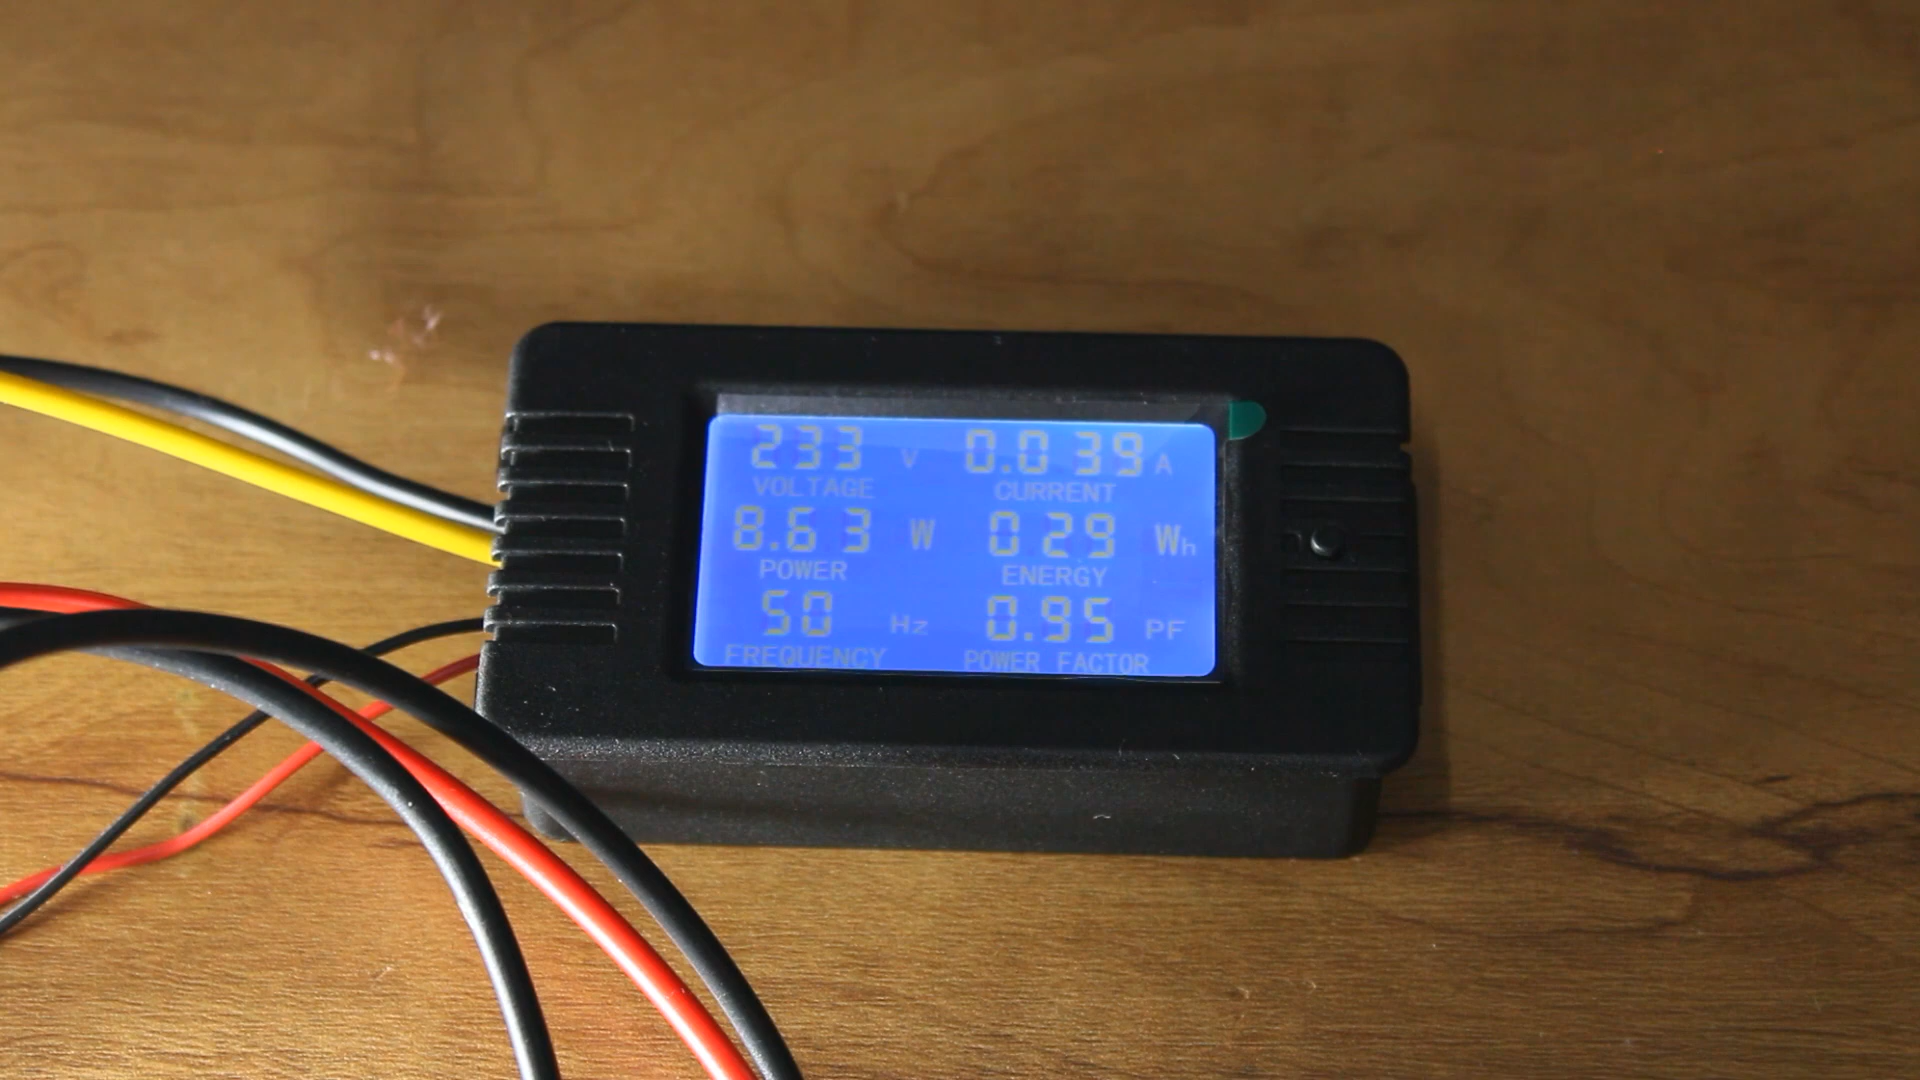 233 V 0.039 A
VOLTAGE CURRENT
8.63 W 029 Wh
POWER ENERGY
50 Hz 0.95 PF
FREQUENCY POWER FACTOR